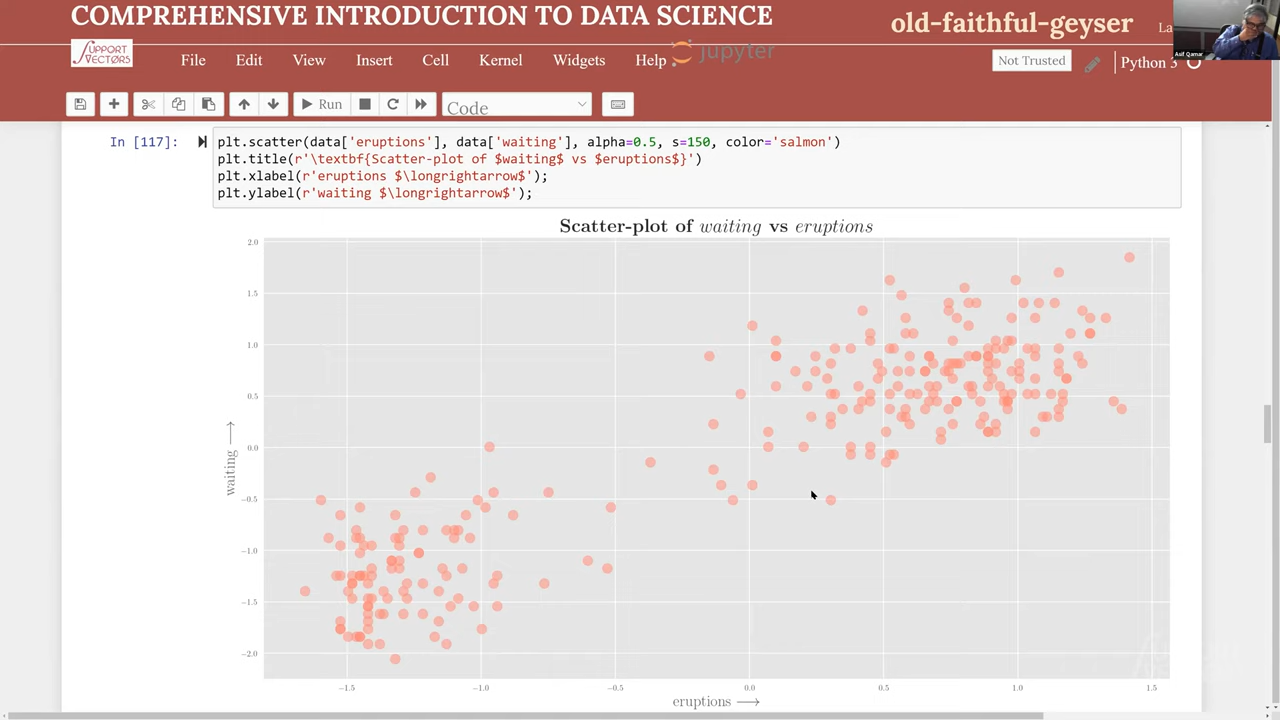 COMPREHENSIVE INTRODUCTION TO DATA SCIENCE
old-faithful-geyser
La
SUPPORT
VECTORS
File Edit View Insert Cell Kernel Widgets Help
jupyter
Not Trusted
Python 3
Asif Qamar
Run
Code
In [117]:
plt.scatter(data['eruptions'], data['waiting'], alpha=0.5, s=150, color='salmon')
plt.title(r'\textbf{Scatter-plot of $waiting$ vs $eruptions$}')
plt.xlabel(r'eruptions $\longrightarrow$');
plt.ylabel(r'waiting $\longrightarrow$');
Scatter-plot of waiting vs eruptions
2.0
1.5
1.0
0.5
0.0
−0.5
−1.0
−1.5
−2.0
waiting ⟶
−1.5 −1.0 −0.5 0.0 0.5 1.0 1.5
eruptions ⟶